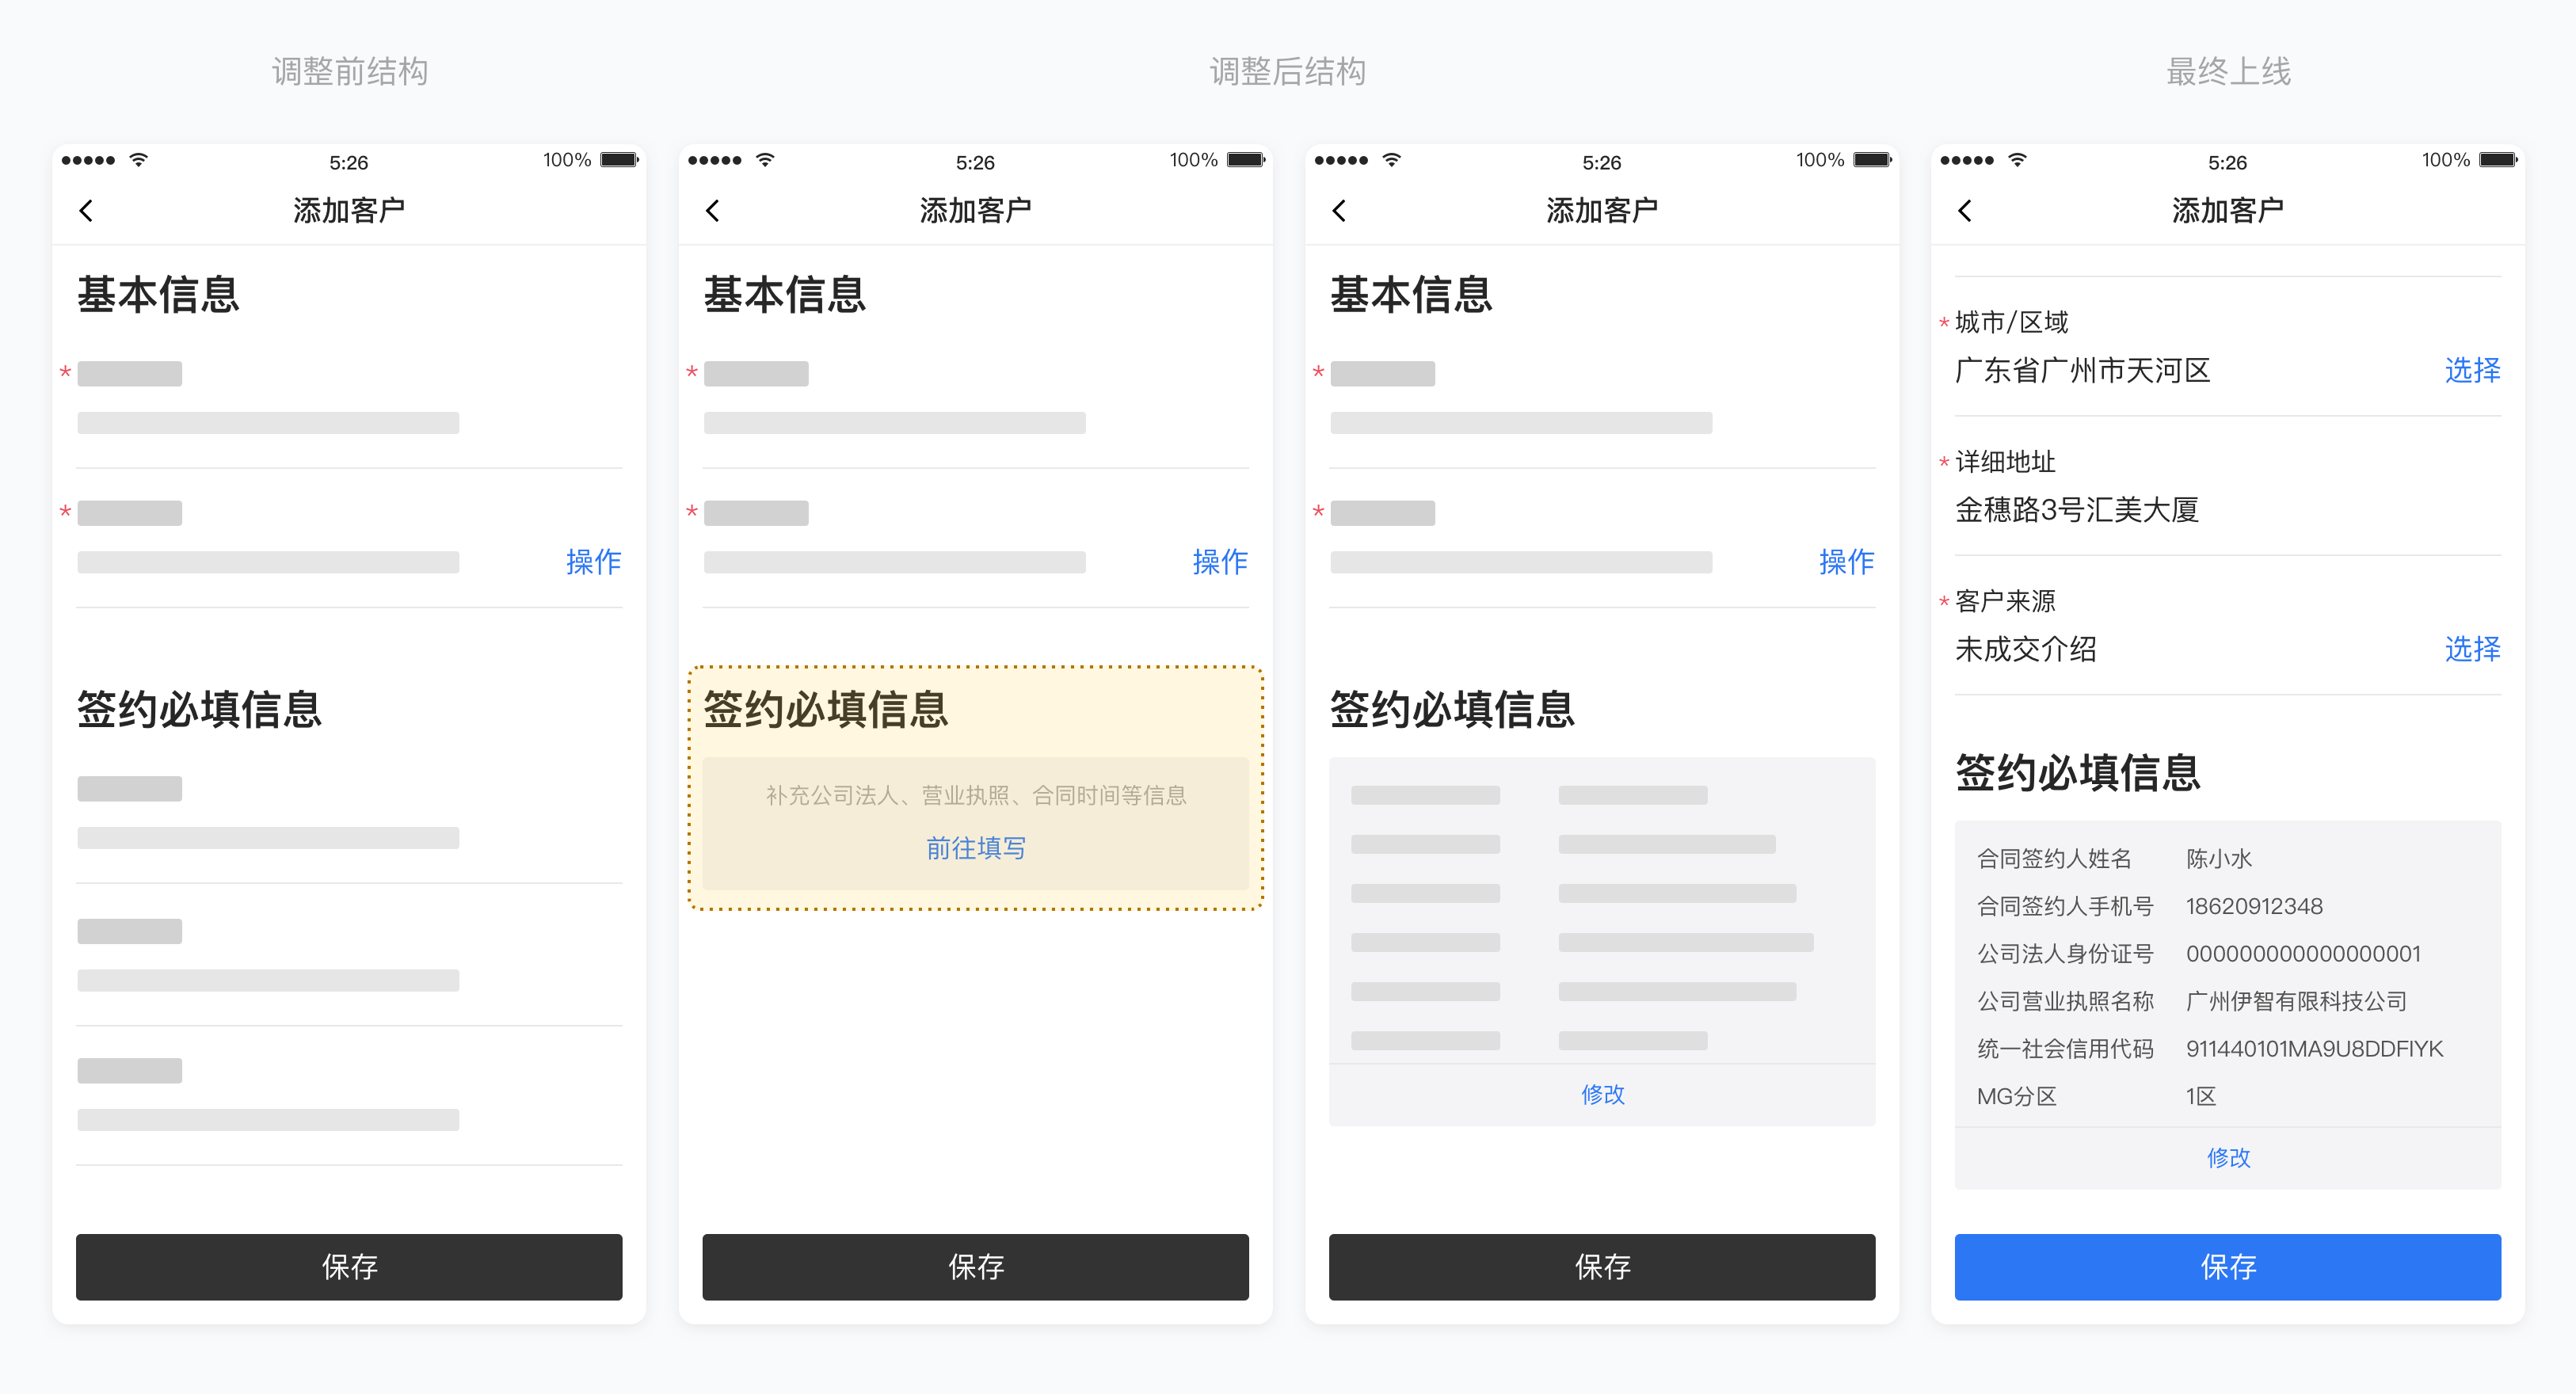 调整前结构
调整后结构
最终上线
5:26
100%
添加客户
基本信息
*
*
操作
签约必填信息
保存
5:26
100%
添加客户
基本信息
*
*
操作
签约必填信息
补充公司法人、营业执照、合同时间等信息
前往填写
保存
5:26
100%
添加客户
基本信息
*
*
操作
签约必填信息
修改
保存
5:26
100%
添加客户
* 城市/区域
广东省广州市天河区 选择
* 详细地址
金穗路3号汇美大厦
* 客户来源
未成交介绍 选择
签约必填信息
合同签约人姓名 陈小水
合同签约人手机号 18620912348
公司法人身份证号 000000000000000001
公司营业执照名称 广州伊智有限科技公司
统一社会信用代码 911440101MA9U8DDFIYK
MG分区 1区
修改
保存